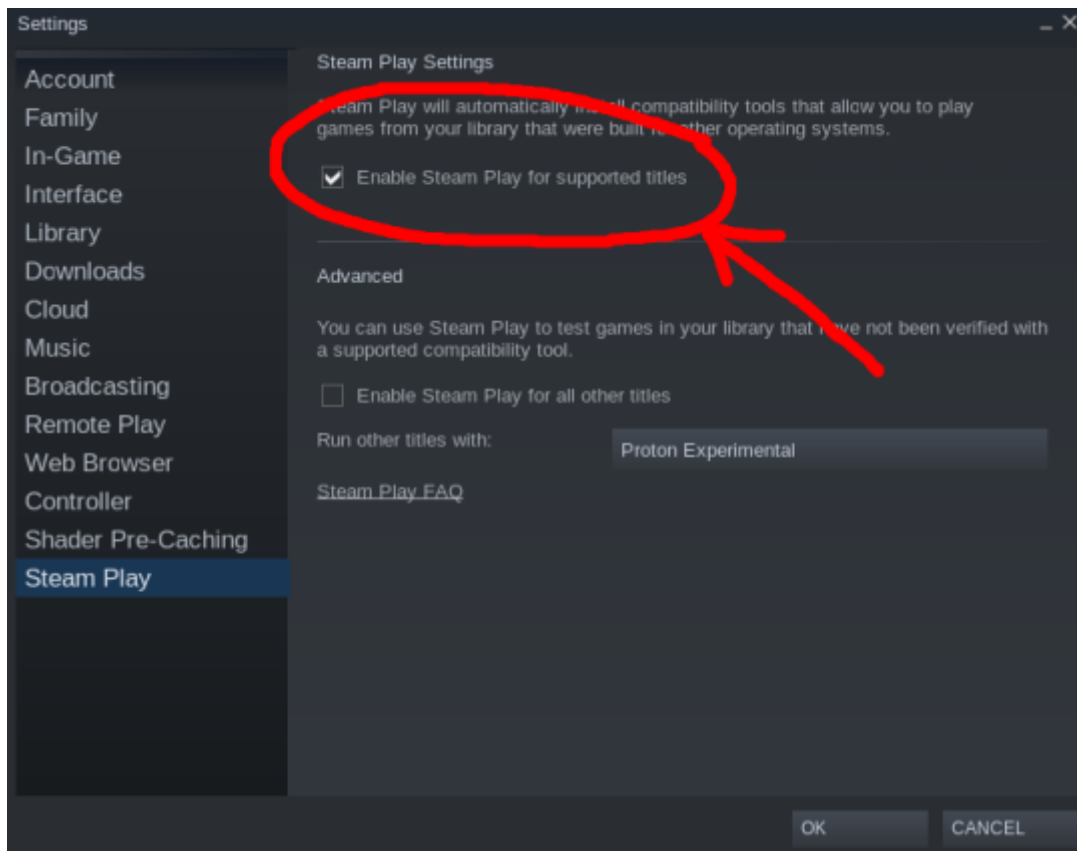 Settings
Account
Family
In-Game
Interface
Library
Downloads
Cloud
Music
Broadcasting
Remote Play
Web Browser
Controller
Shader Pre-Caching
Steam Play
Steam Play Settings
Steam Play will automatically install compatibility tools that allow you to play
games from your library that were built for other operating systems.
Enable Steam Play for supported titles
Advanced
You can use Steam Play to test games in your library that have not been verified with
a supported compatibility tool.
Enable Steam Play for all other titles
Run other titles with:
Proton Experimental
Steam Play FAQ
OK
CANCEL